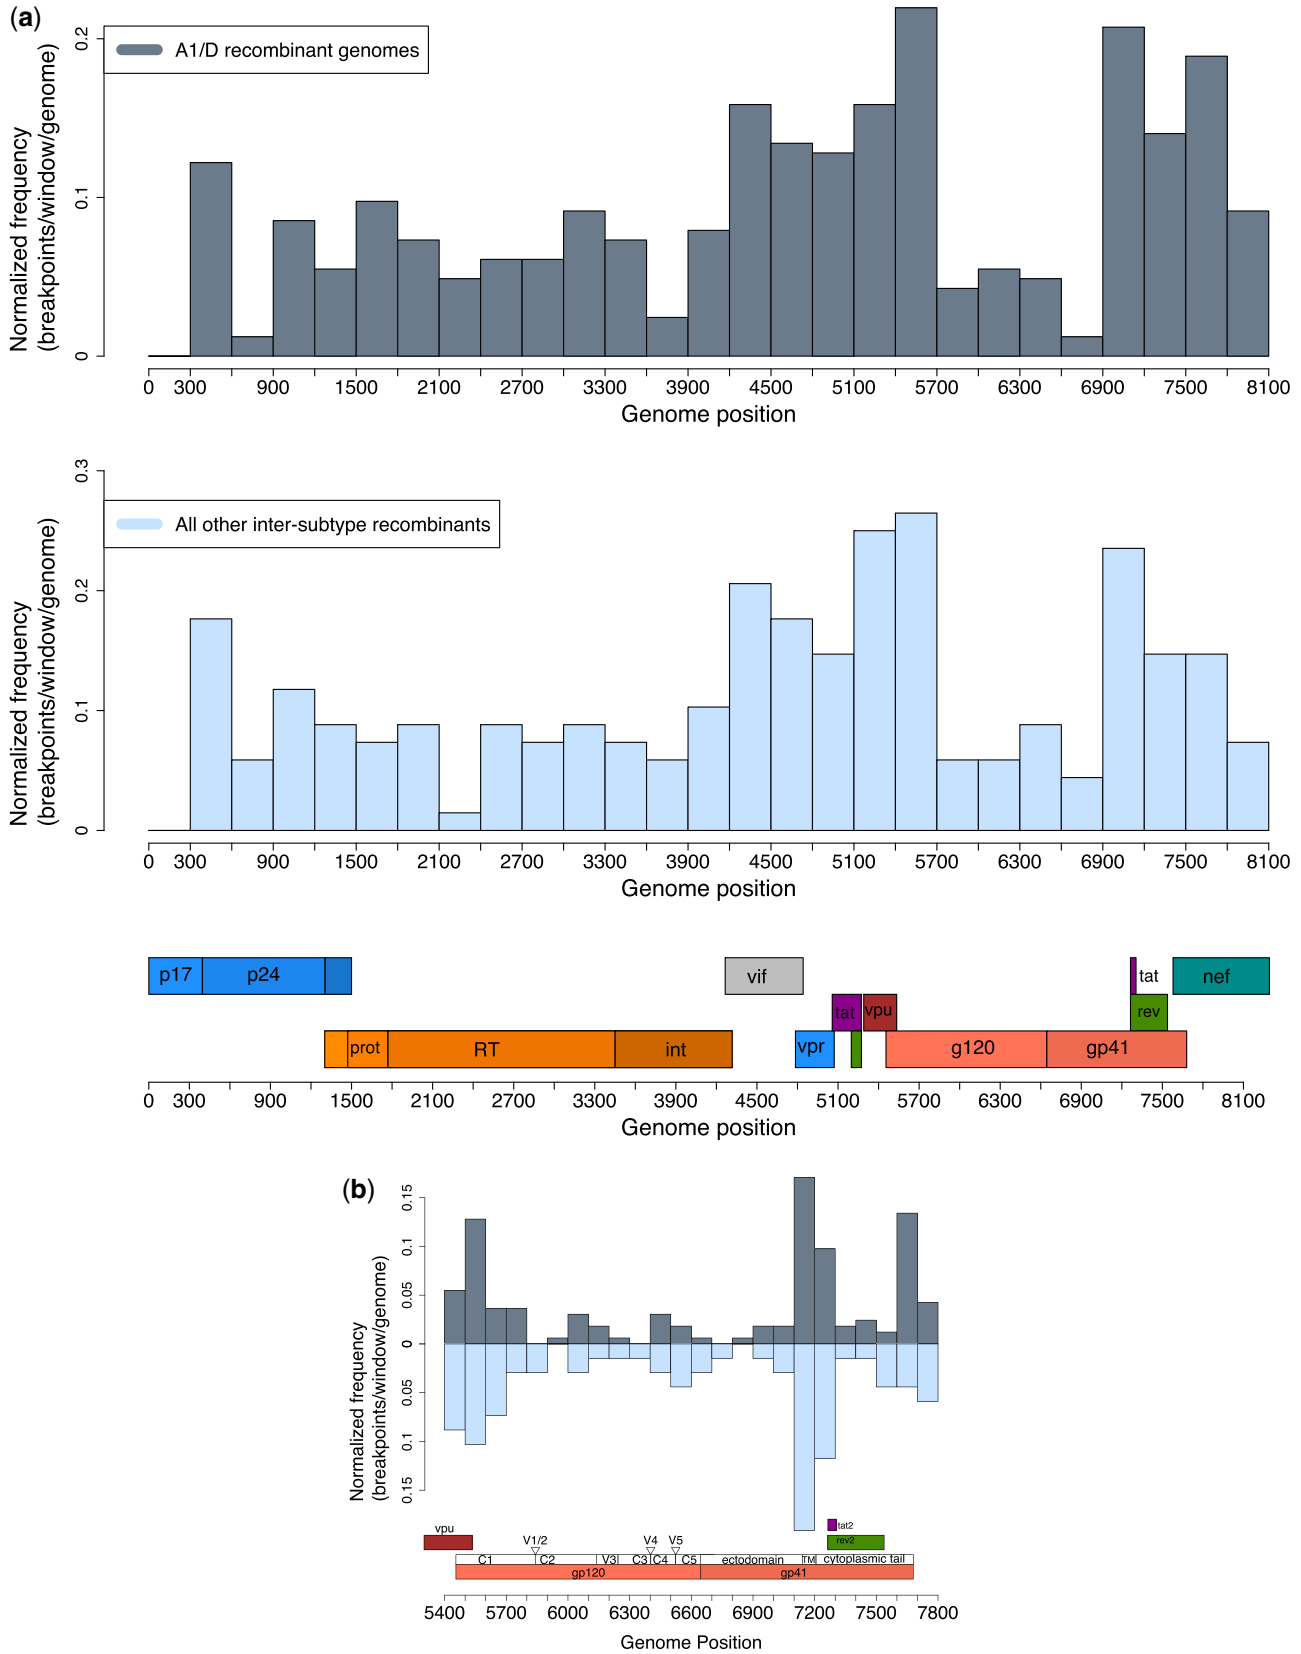 (a)
0.2
0.1
0
Normalized frequency
(breakpoints/window/genome)
A1/D recombinant genomes
0 300 900 1500 2100 2700 3300 3900 4500 5100 5700 6300 6900 7500 8100
Genome position
0.3
0.2
0.1
0
Normalized frequency
(breakpoints/window/genome)
All other inter-subtype recombinants
0 300 900 1500 2100 2700 3300 3900 4500 5100 5700 6300 6900 7500 8100
Genome position
p17 p24 vif tat nef
tat vpu rev
prot RT int vpr g120 gp41
0 300 900 1500 2100 2700 3300 3900 4500 5100 5700 6300 6900 7500 8100
Genome position
(b)
0.15
0.1
0.05
0
0.05
0.1
0.15
Normalized frequency
(breakpoints/window/genome)
tat2
vpu
V1/2 V4 V5 rev2
C1 C2 V3 C3 C4 C5 ectodomain TM cytoplasmic tail
gp120 gp41
5400 5700 6000 6300 6600 6900 7200 7500 7800
Genome Position